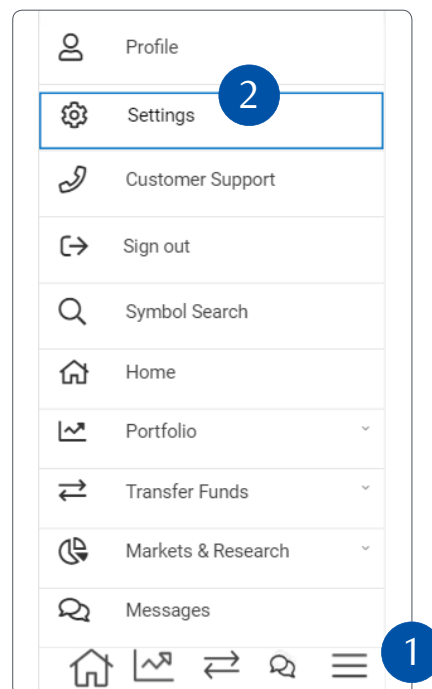 Profile
2
Settings
Customer Support
Sign out
Symbol Search
Home
Portfolio
Transfer Funds
Markets & Research
Messages
1